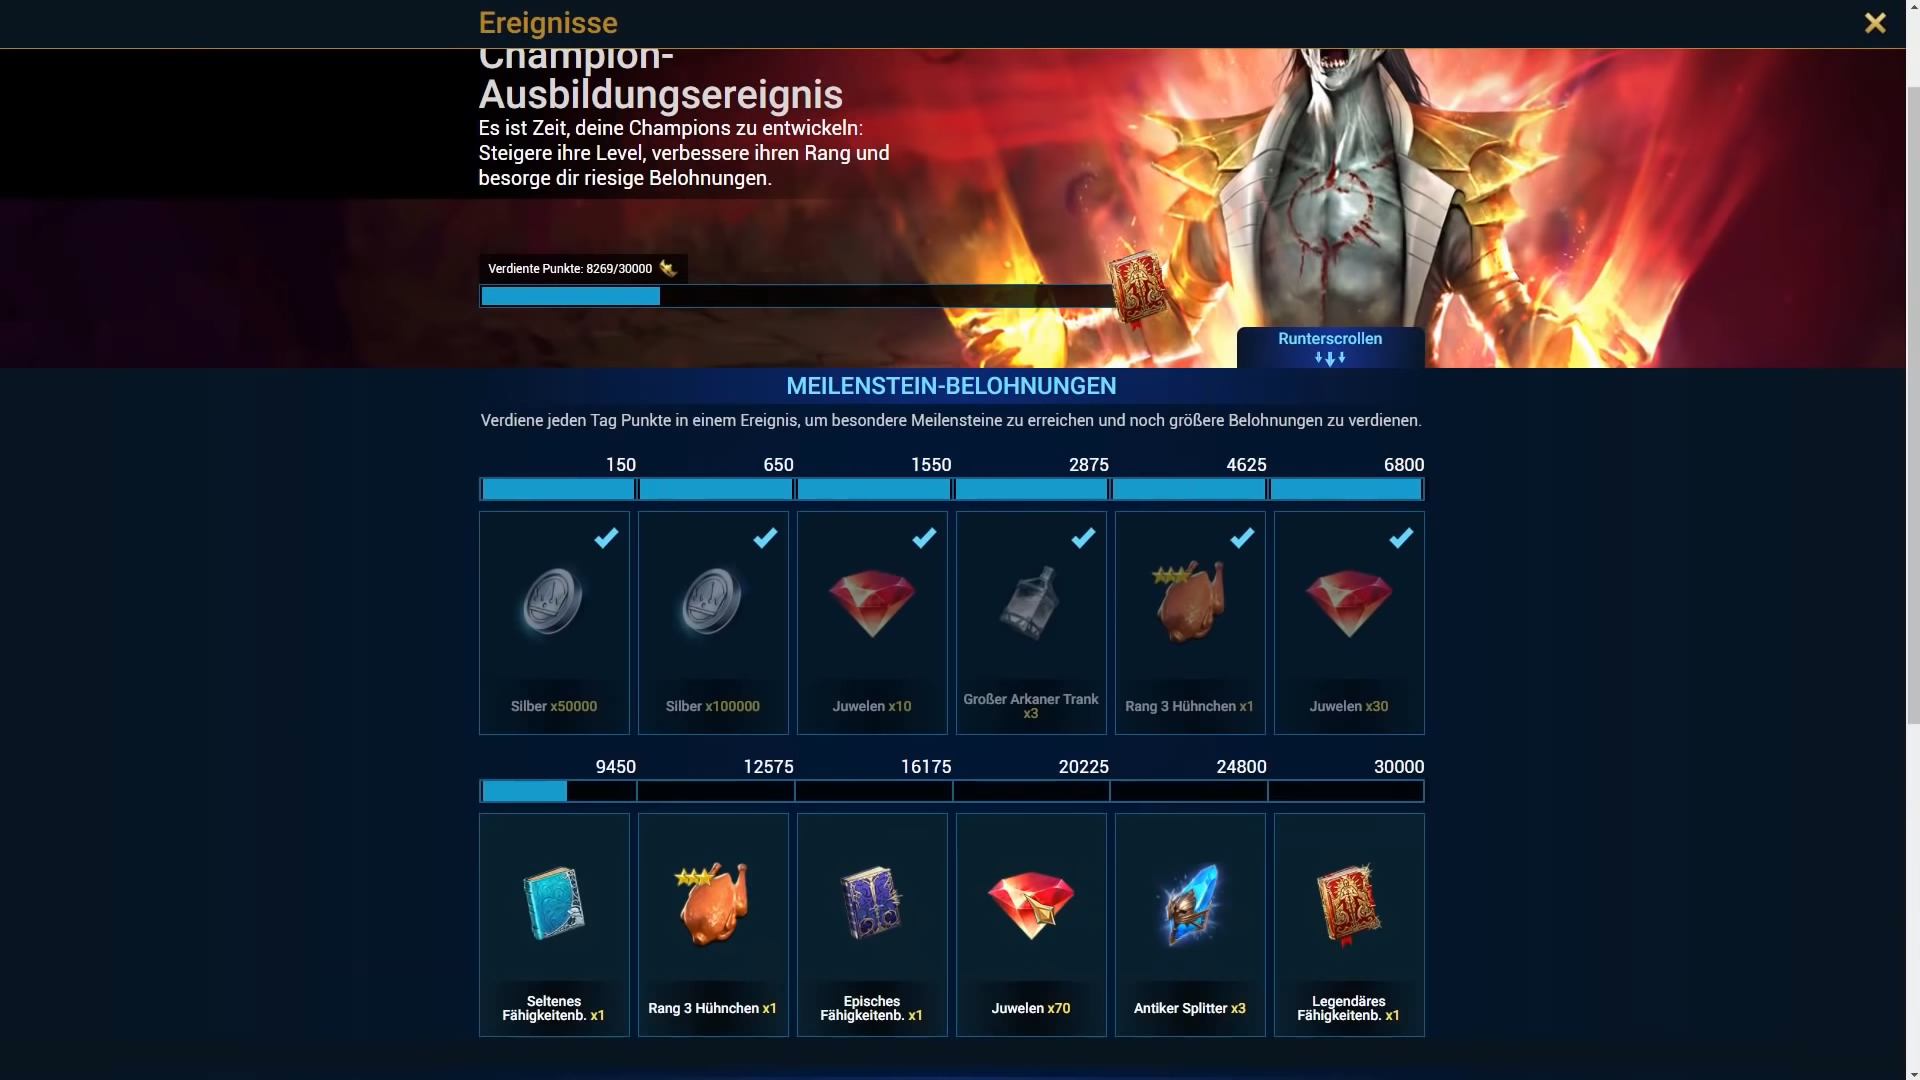 Ereignisse
Champion-
Ausbildungsereignis
Es ist Zeit, deine Champions zu entwickeln:
Steigere ihre Level, verbessere ihren Rang und
besorge dir riesige Belohnungen.
Verdiente Punkte: 8269/30000
Runterscrollen
MEILENSTEIN-BELOHNUNGEN
Verdiene jeden Tag Punkte in einem Ereignis, um besondere Meilensteine zu erreichen und noch größere Belohnungen zu verdienen.
150 650 1550 2875 4625 6800
Silber x50000
Silber x100000
Juwelen x10
Großer Arkaner Trank
x3
Rang 3 Hühnchen x1
Juwelen x30
9450 12575 16175 20225 24800 30000
Seltenes
Fähigkeitenb. x1
Rang 3 Hühnchen x1
Episches
Fähigkeitenb. x1
Juwelen x70
Antiker Splitter x3
Legendäres
Fähigkeitenb. x1